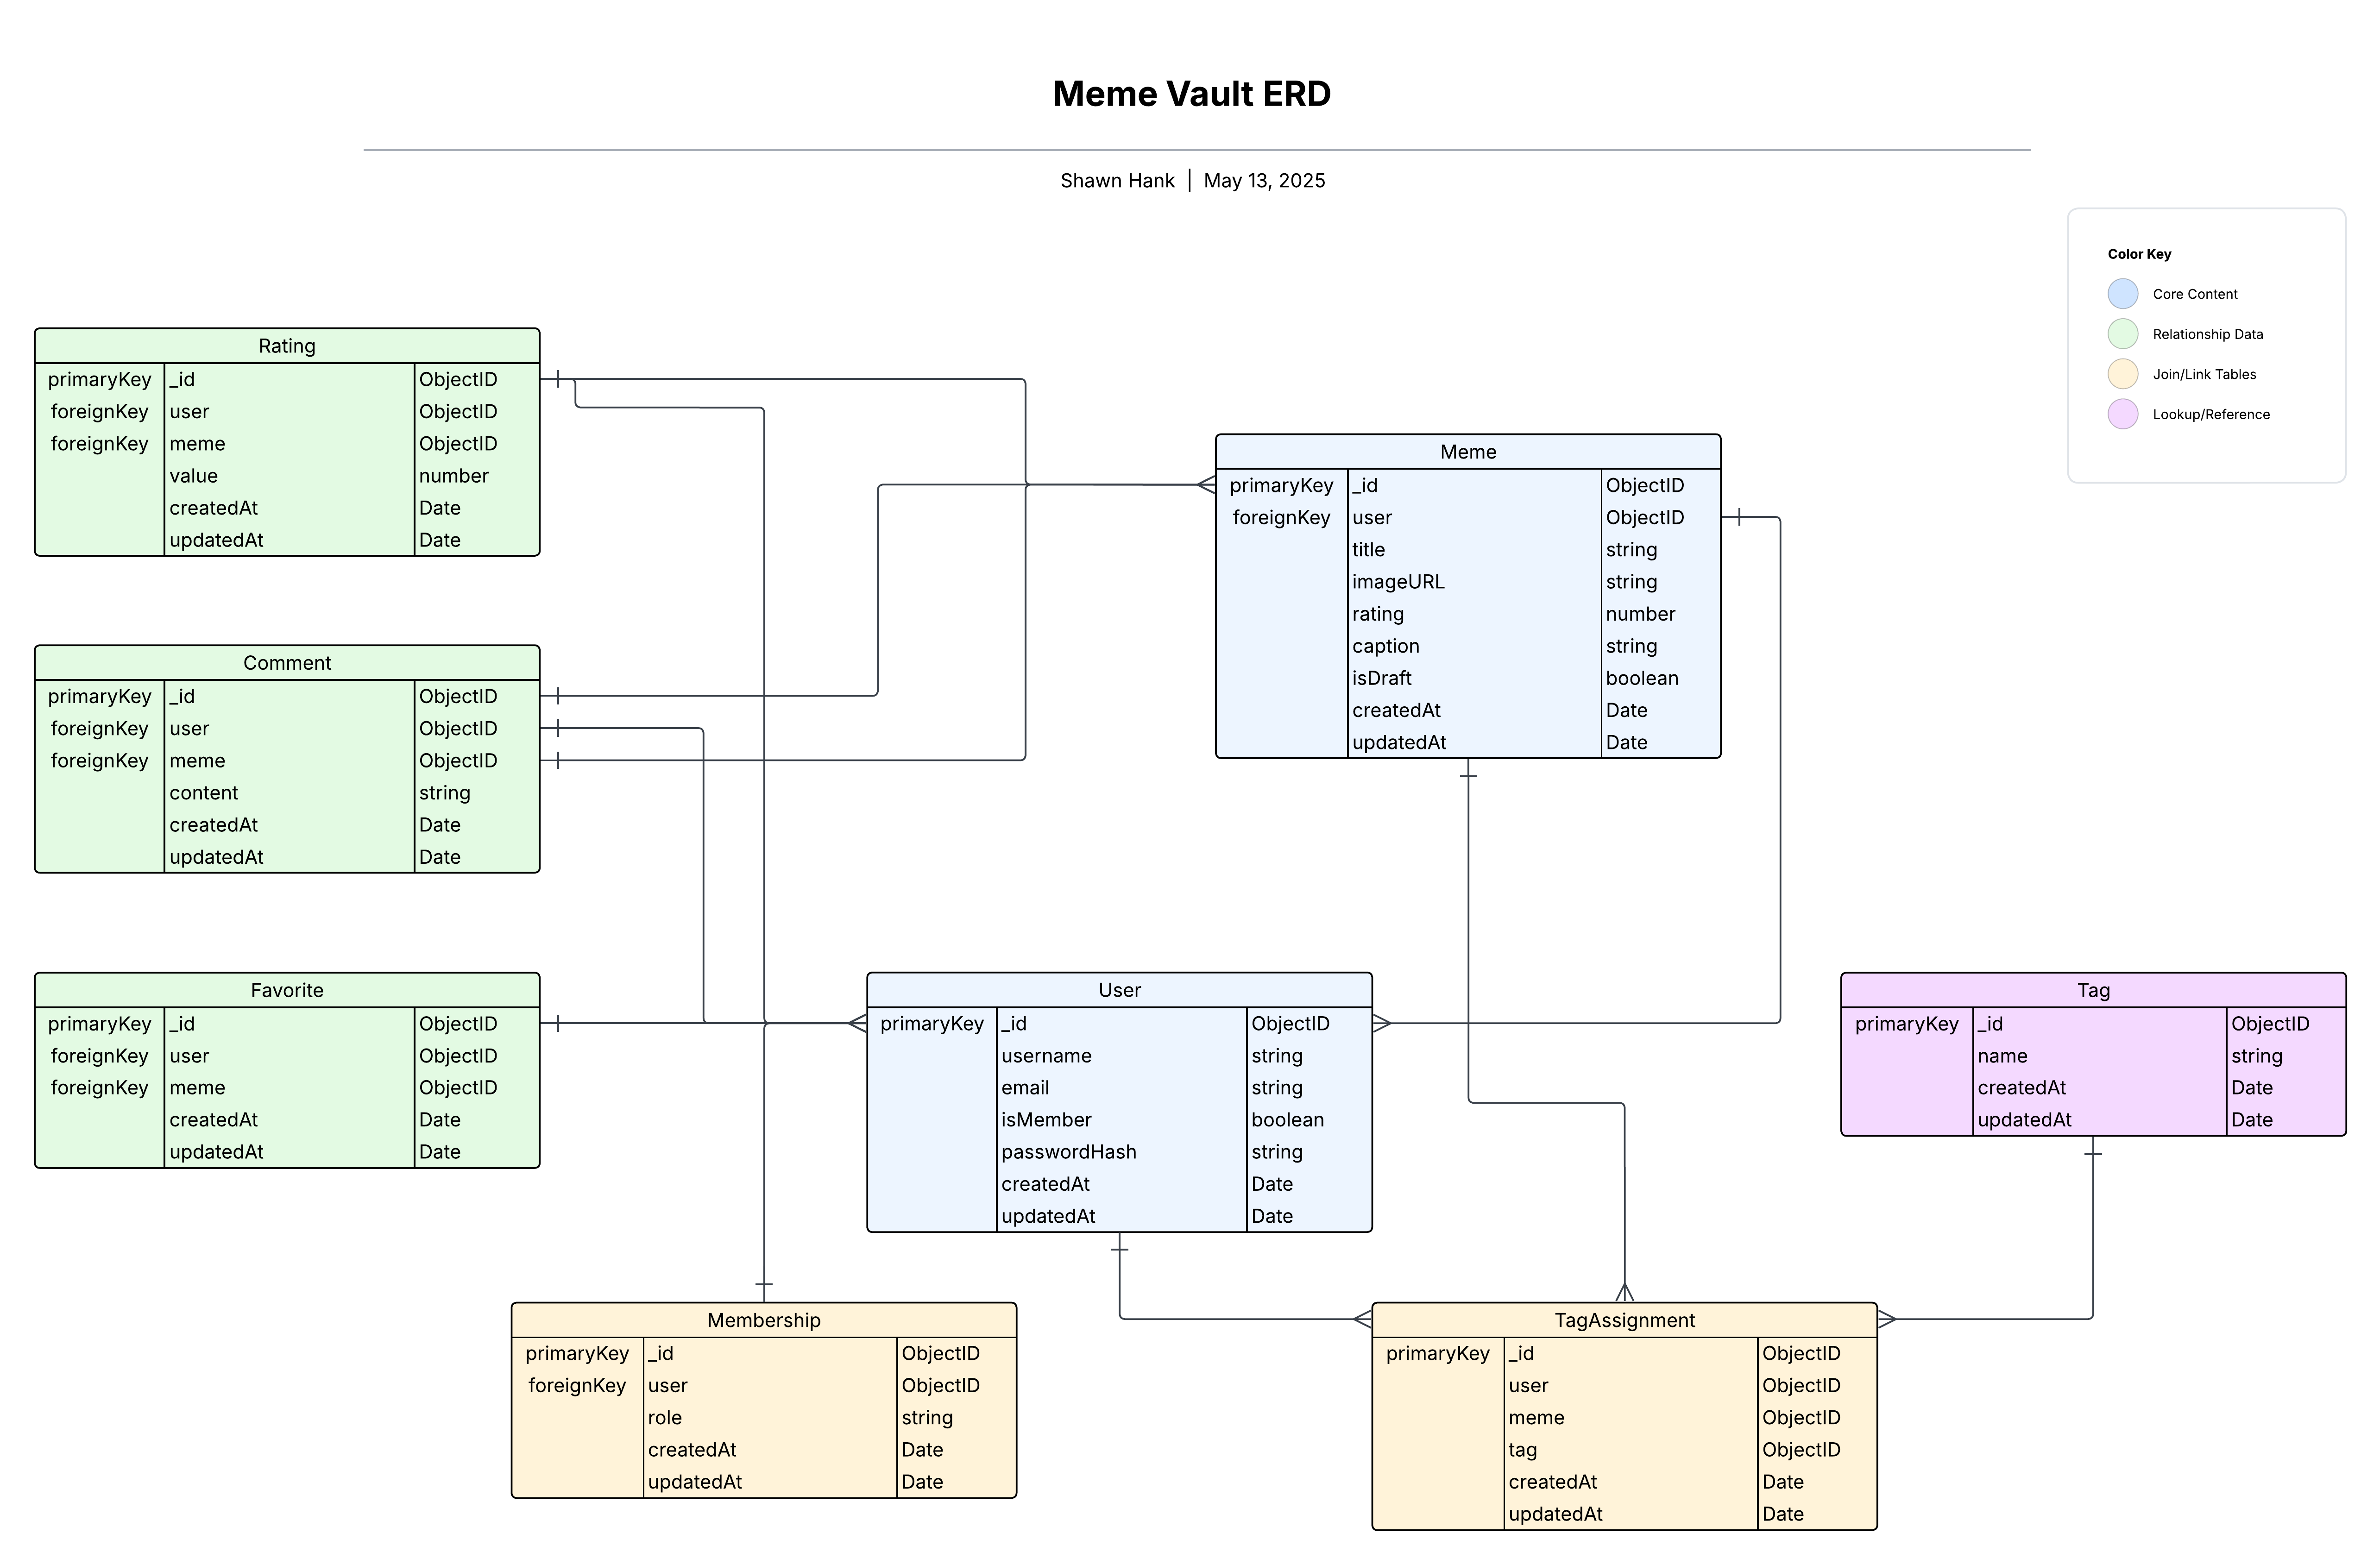 Meme Vault ERD
Shawn Hank | May 13, 2025
Color Key
Core Content
Relationship Data
Join/Link Tables
Lookup/Reference
Rating
primaryKey _id ObjectID
foreignKey user ObjectID
foreignKey meme ObjectID
value number
createdAt Date
updatedAt Date
Meme
primaryKey _id ObjectID
foreignKey user ObjectID
title string
imageURL string
rating number
caption string
isDraft boolean
createdAt Date
updatedAt Date
Comment
primaryKey _id ObjectID
foreignKey user ObjectID
foreignKey meme ObjectID
content string
createdAt Date
updatedAt Date
Favorite
primaryKey _id ObjectID
foreignKey user ObjectID
foreignKey meme ObjectID
createdAt Date
updatedAt Date
User
primaryKey _id ObjectID
username string
email string
isMember boolean
passwordHash string
createdAt Date
updatedAt Date
Tag
primaryKey _id ObjectID
name string
createdAt Date
updatedAt Date
Membership
primaryKey _id ObjectID
foreignKey user ObjectID
role string
createdAt Date
updatedAt Date
TagAssignment
primaryKey _id ObjectID
user ObjectID
meme ObjectID
tag ObjectID
createdAt Date
updatedAt Date